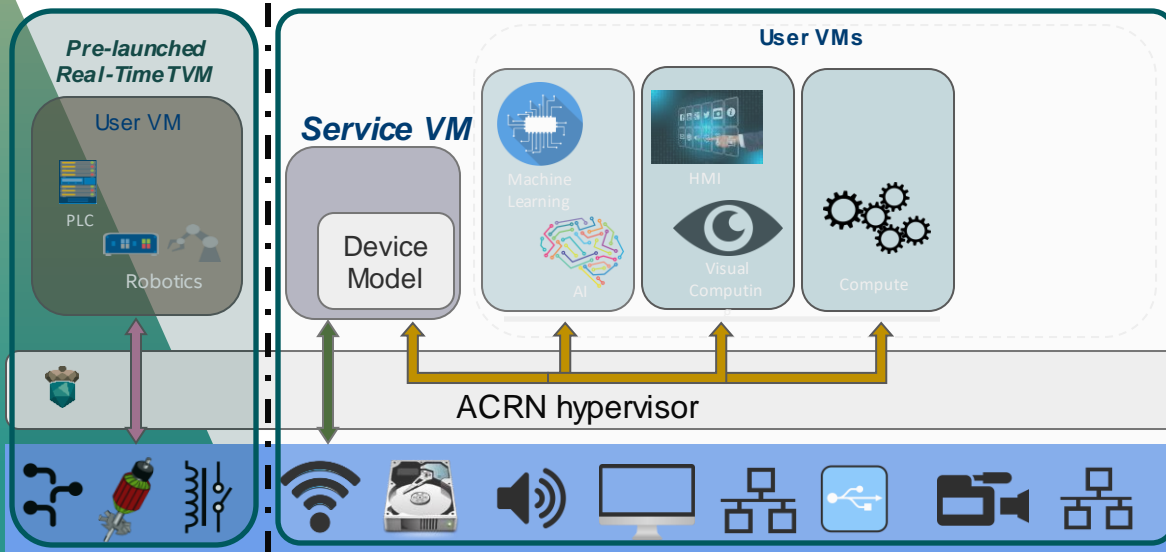 Pre-launched
Real-TimeTVM
User VM
PLC
Robotics
Service VM
Device
Model
User VMs
Machine
Learning
AI
HMI
Visual
Computin
Compute
ACRN hypervisor